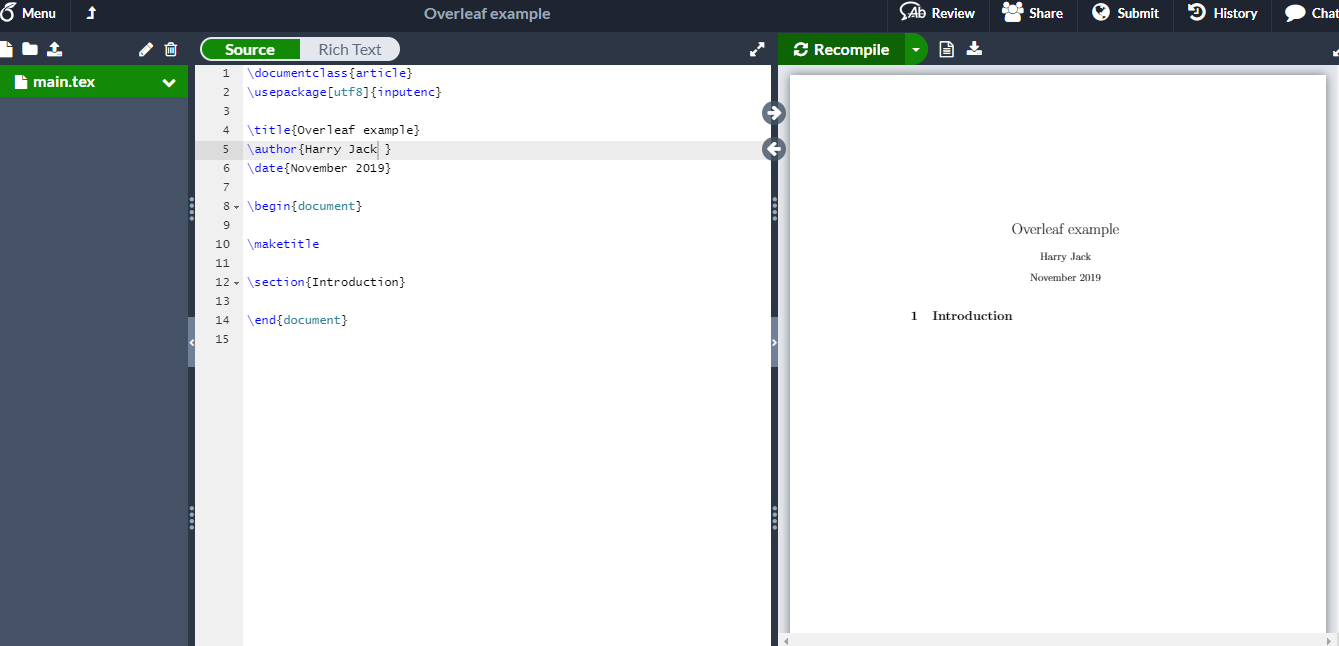 Menu
Overleaf example
Ab Review
Share
Submit
History
Chat
Source
Rich Text
Recompile
main.tex
1 \documentclass{article}
2 \usepackage[utf8]{inputenc}
3
4 \title{Overleaf example}
5 \author{Harry Jack }
6 \date{November 2019}
7
8 \begin{document}
9
10 \maketitle
11
12 \section{Introduction}
13
14 \end{document}
15
Overleaf example
Harry Jack
November 2019
1 Introduction